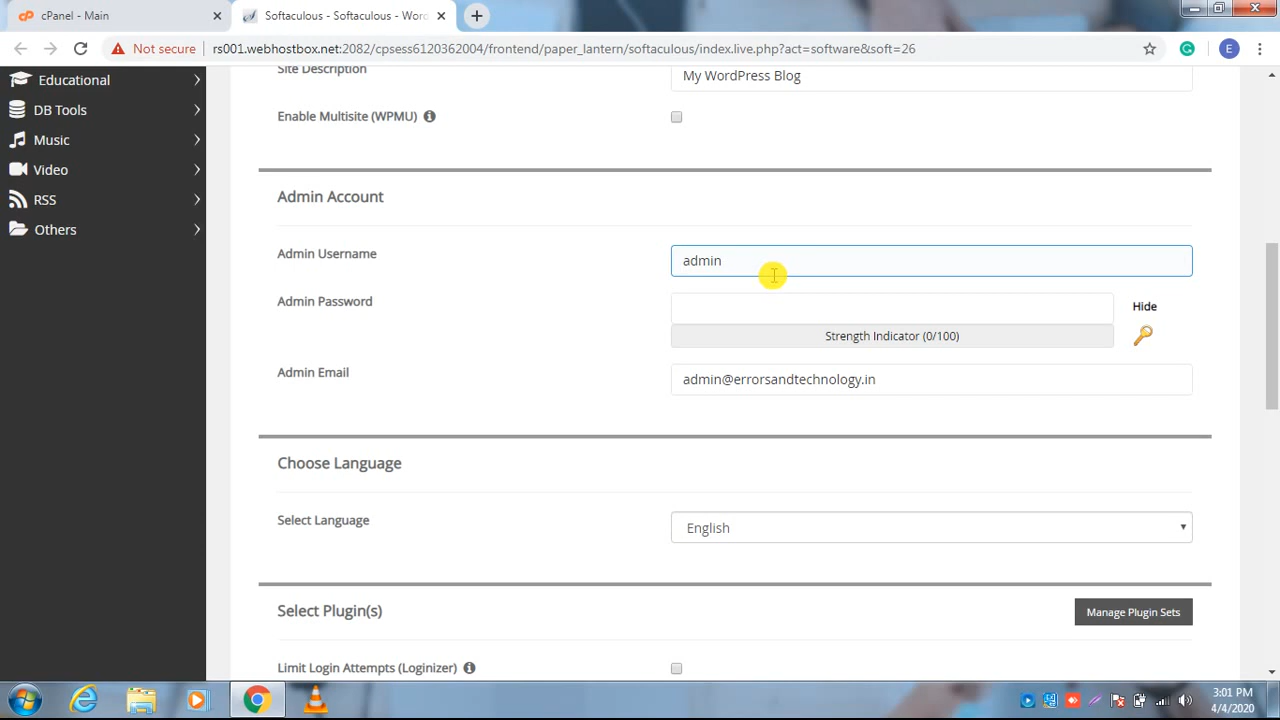 cPanel - Main
Softaculous - Softaculous - Word
Not secure
rs001.webhostbox.net:2082/cpsess6120362004/frontend/paper_lantern/softaculous/index.live.php?act=software&soft=26
E
Educational
DB Tools
Music
Video
RSS
Others
Site Description
My WordPress Blog
Enable Multisite (WPMU)
Admin Account
Admin Username
admin
Admin Password
Hide
Strength Indicator (0/100)
Admin Email
admin@errorsandtechnology.in
Choose Language
Select Language
English
Select Plugin(s)
Manage Plugin Sets
Limit Login Attempts (Loginizer)
3:01 PM
4/4/2020